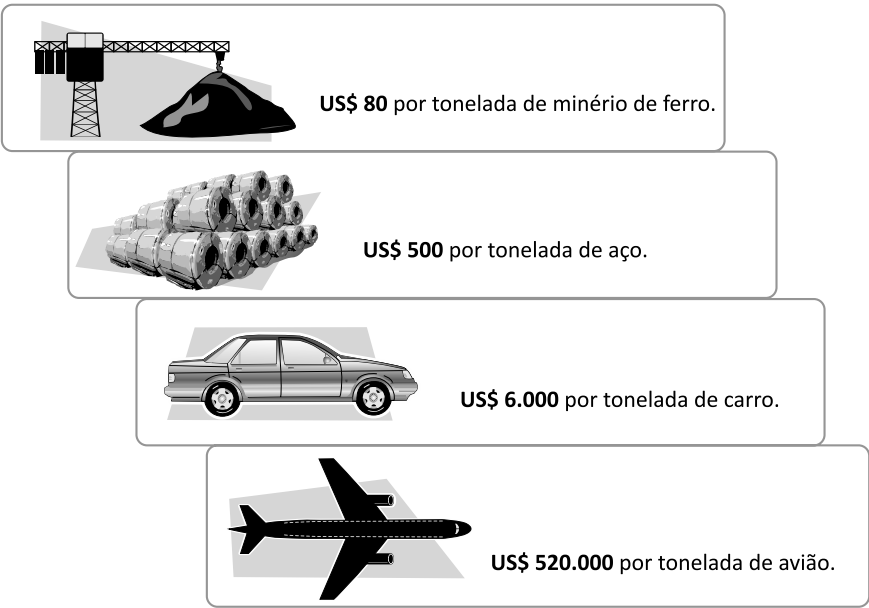 US$ 80 por tonelada de minério de ferro.
US$ 500 por tonelada de aço.
US$ 6.000 por tonelada de carro.
US$ 520.000 por tonelada de avião.